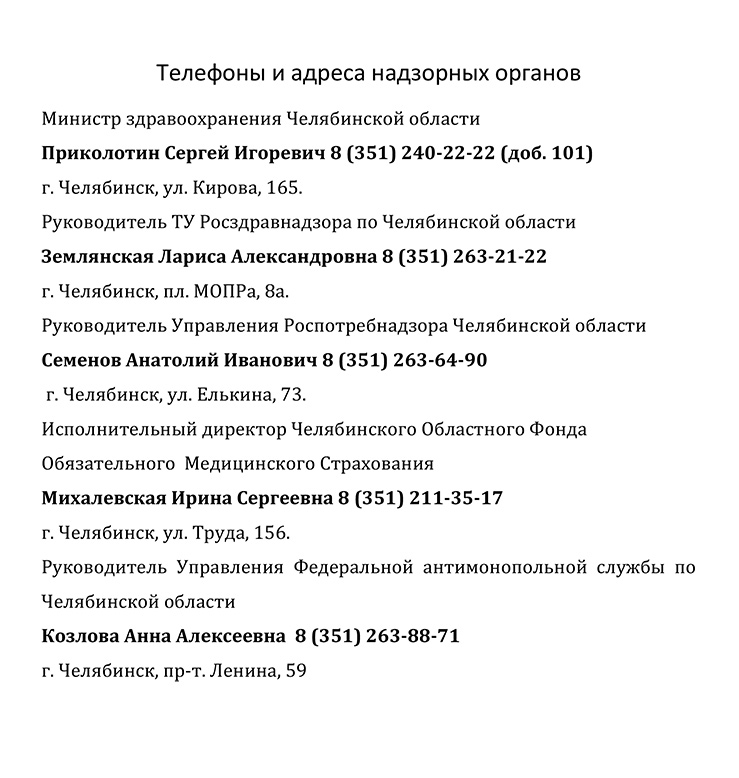 Телефоны и адреса надзорных органов
Министр здравоохранения Челябинской области
Приколотин Сергей Игоревич 8 (351) 240-22-22 (доб. 101)
г. Челябинск, ул. Кирова, 165.
Руководитель ТУ Росздравнадзора по Челябинской области
Землянская Лариса Александровна 8 (351) 263-21-22
г. Челябинск, пл. МОПРа, 8а.
Руководитель Управления Роспотребнадзора Челябинской области
Семенов Анатолий Иванович 8 (351) 263-64-90
г. Челябинск, ул. Елькина, 73.
Исполнительный директор Челябинского Областного Фонда
Обязательного Медицинского Страхования
Михалевская Ирина Сергеевна 8 (351) 211-35-17
г. Челябинск, ул. Труда, 156.
Руководитель Управления Федеральной антимонопольной службы по
Челябинской области
Козлова Анна Алексеевна 8 (351) 263-88-71
г. Челябинск, пр-т. Ленина, 59